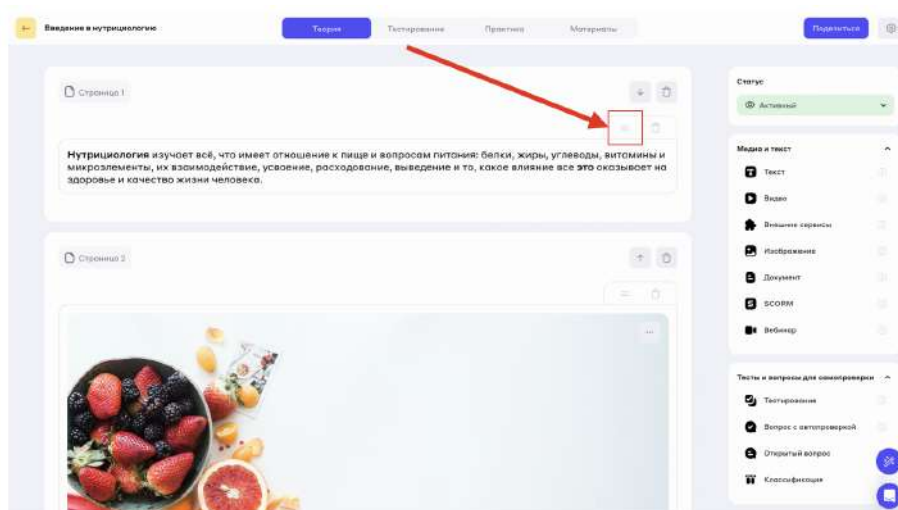 Введение в нутрициологию
Теория
Тестирование
Практика
Материалы
Поделиться
Страница 1
Нутрициология изучает всё, что имеет отношение к пище и вопросам питания: белки, жиры, углеводы, витамины и
микроэлементы, их взаимодействие, усвоение, расходование, выведение и то, какое влияние все это оказывает на
здоровье и качество жизни человека.
Страница 2
Статус
Активный
Медиа и текст
Текст
Видео
Внешние сервисы
Изображение
Документ
SCORM
Вебинар
Тесты и вопросы для самопроверки
Тестирование
Вопрос с автопроверкой
Открытый вопрос
Классификация